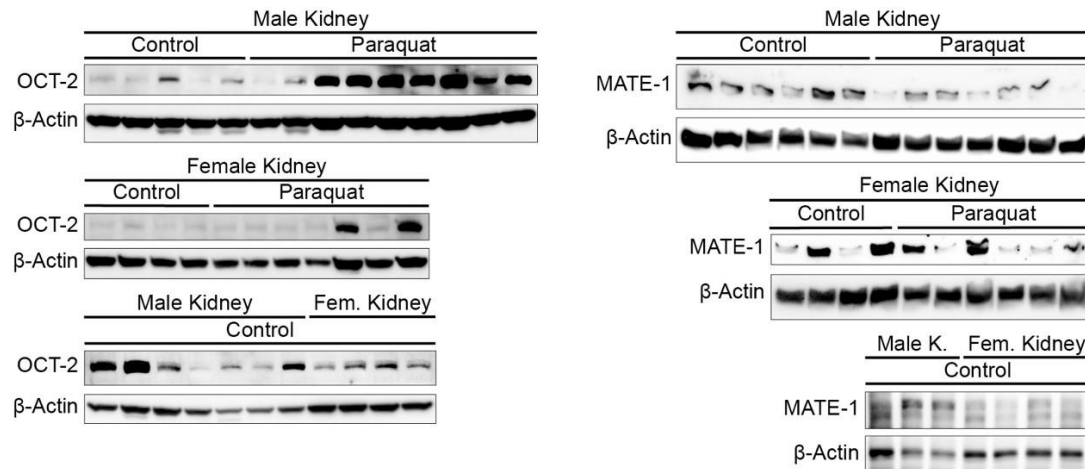 Male Kidney
Control Paraquat
OCT-2
β-Actin
Female Kidney
Control Paraquat
OCT-2
β-Actin
Male Kidney Fem. Kidney
Control
OCT-2
β-Actin
Male Kidney
Control Paraquat
MATE-1
β-Actin
Female Kidney
Control Paraquat
MATE-1
β-Actin
Male K. Fem. Kidney
Control
MATE-1
β-Actin